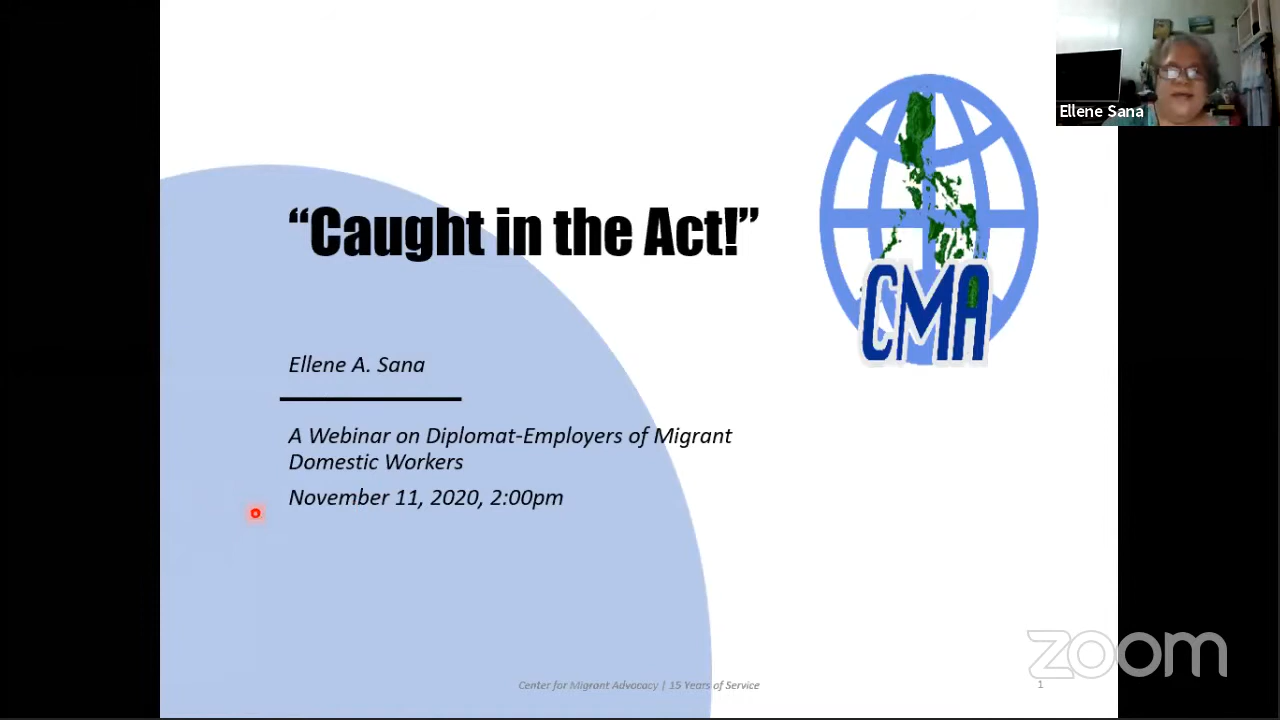 Ellene Sana
“Caught in the Act!”
CMA
Ellene A. Sana
A Webinar on Diplomat-Employers of Migrant
Domestic Workers
November 11, 2020, 2:00pm
zoom
Center for Migrant Advocacy | 15 Years of Service
1